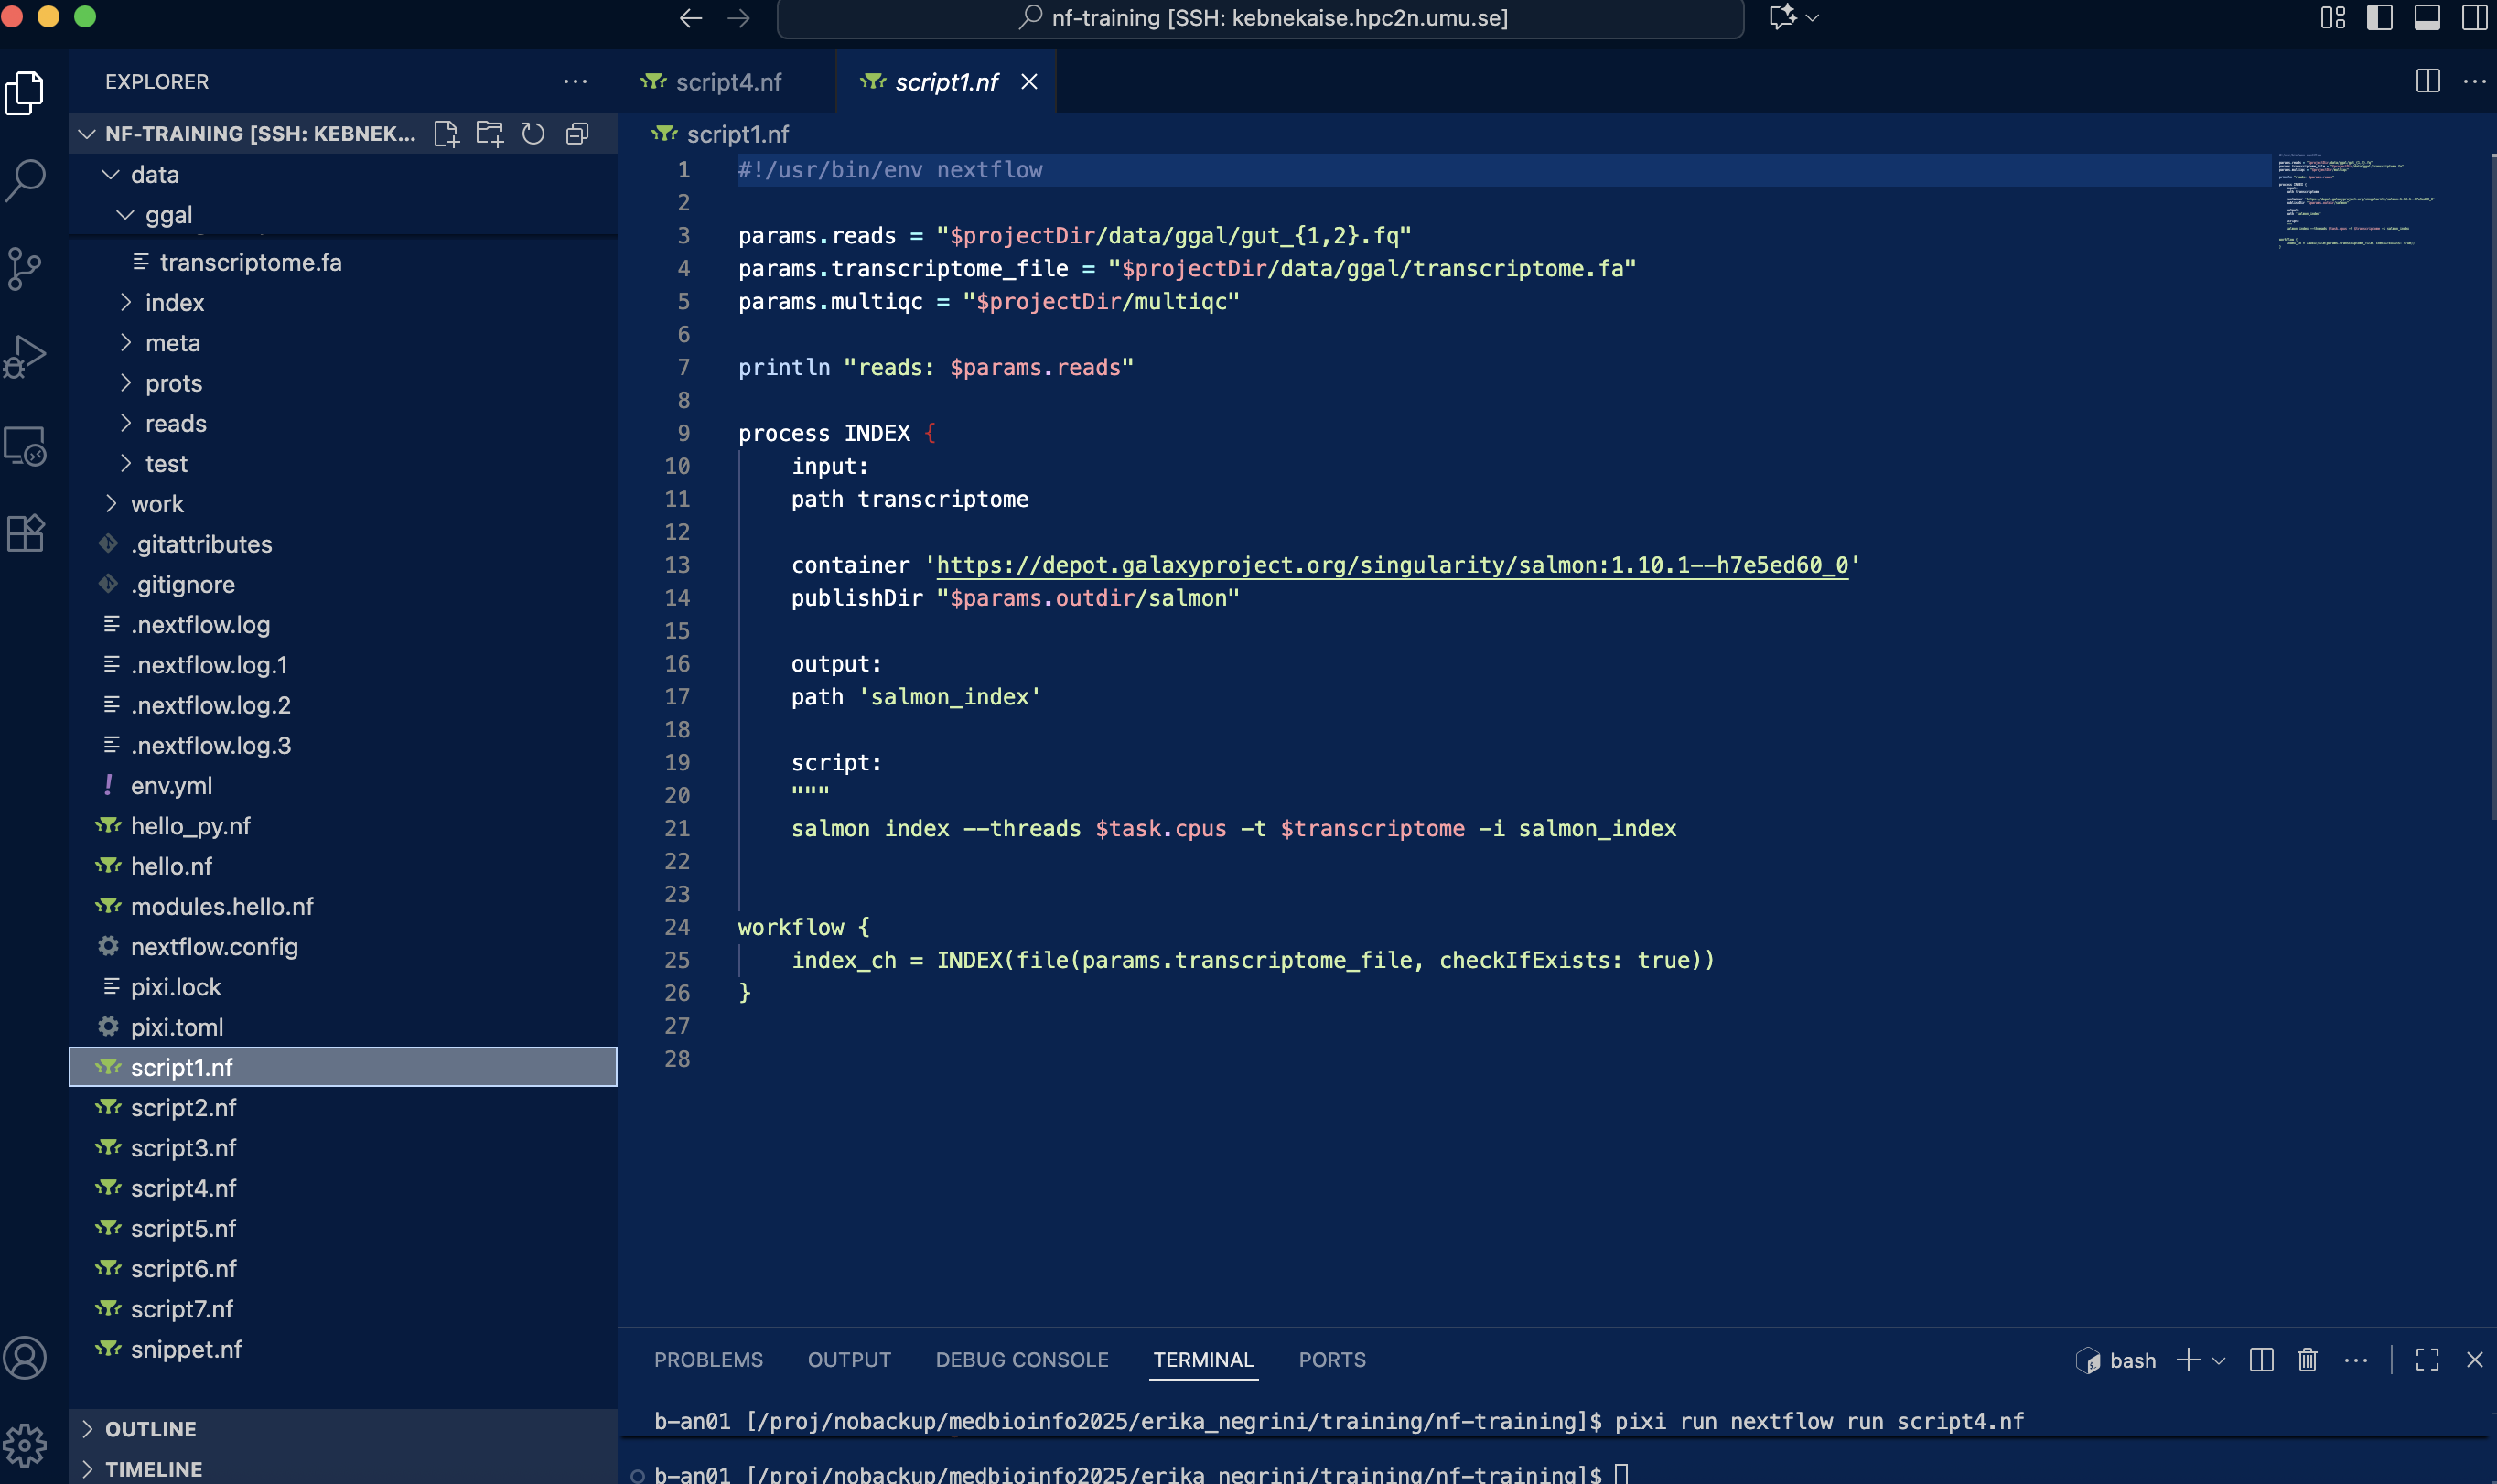 nf-training [SSH: kebnekaise.hpc2n.umu.se]
EXPLORER
NF-TRAINING [SSH: KEBNEK...
data
ggal
transcriptome.fa
index
meta
prots
reads
test
work
.gitattributes
.gitignore
.nextflow.log
.nextflow.log.1
.nextflow.log.2
.nextflow.log.3
env.yml
hello_py.nf
hello.nf
modules.hello.nf
nextflow.config
pixi.lock
pixi.toml
script1.nf
script2.nf
script3.nf
script4.nf
script5.nf
script6.nf
script7.nf
snippet.nf
OUTLINE
TIMELINE
script4.nf
script1.nf
script1.nf
1 #!/usr/bin/env nextflow
2
3 params.reads = "$projectDir/data/ggal/gut_{1,2}.fq"
4 params.transcriptome_file = "$projectDir/data/ggal/transcriptome.fa"
5 params.multiqc = "$projectDir/multiqc"
6
7 println "reads: $params.reads"
8
9 process INDEX {
10 input:
11 path transcriptome
12
13 container 'https://depot.galaxyproject.org/singularity/salmon:1.10.1--h7e5ed60_0'
14 publishDir "$params.outdir/salmon"
15
16 output:
17 path 'salmon_index'
18
19 script:
20 """
21 salmon index --threads $task.cpus -t $transcriptome -i salmon_index
22
23
24 workflow {
25 index_ch = INDEX(file(params.transcriptome_file, checkIfExists: true))
26 }
27
28
PROBLEMS
OUTPUT
DEBUG CONSOLE
TERMINAL
PORTS
bash
b-an01 [/proj/nobackup/medbioinfo2025/erika_negrini/training/nf-training]$ pixi run nextflow run script4.nf
b-an01 [/proj/nobackup/medbioinfo2025/erika_negrini/training/nf-training]$